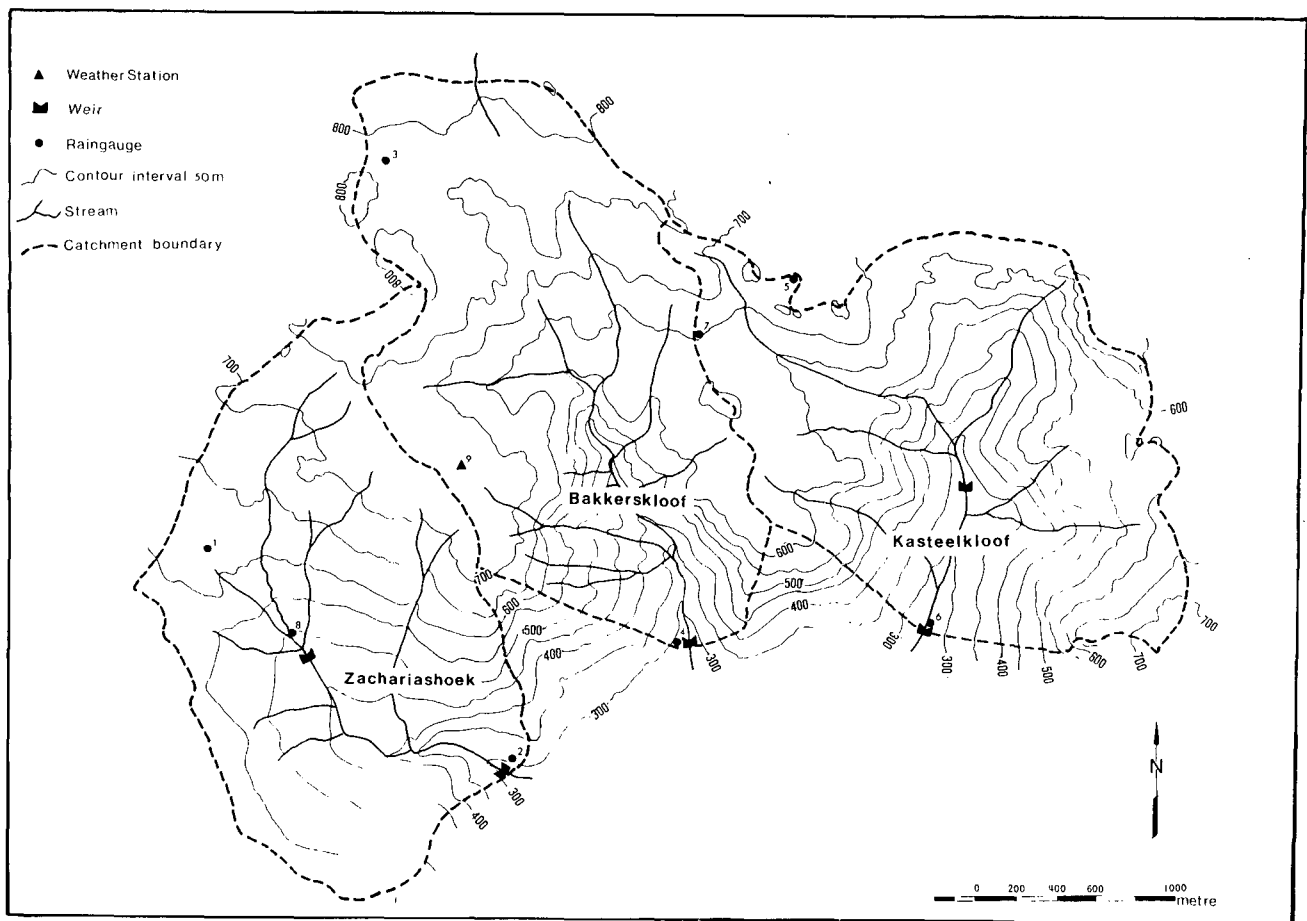 Weather Station
Weir
Raingauge
Contour interval 50m
Stream
Catchment boundary
800
800
3
800
800
700
5
7
700
600
9
Bakkerskloof
Kasteelkloof
1
600
500
400
700
600
500
400
8
4
300
6
300
300
400
500
600
700
700
Zachariashoek
300
2
300
400
N
0 200 400 600 1000
metre